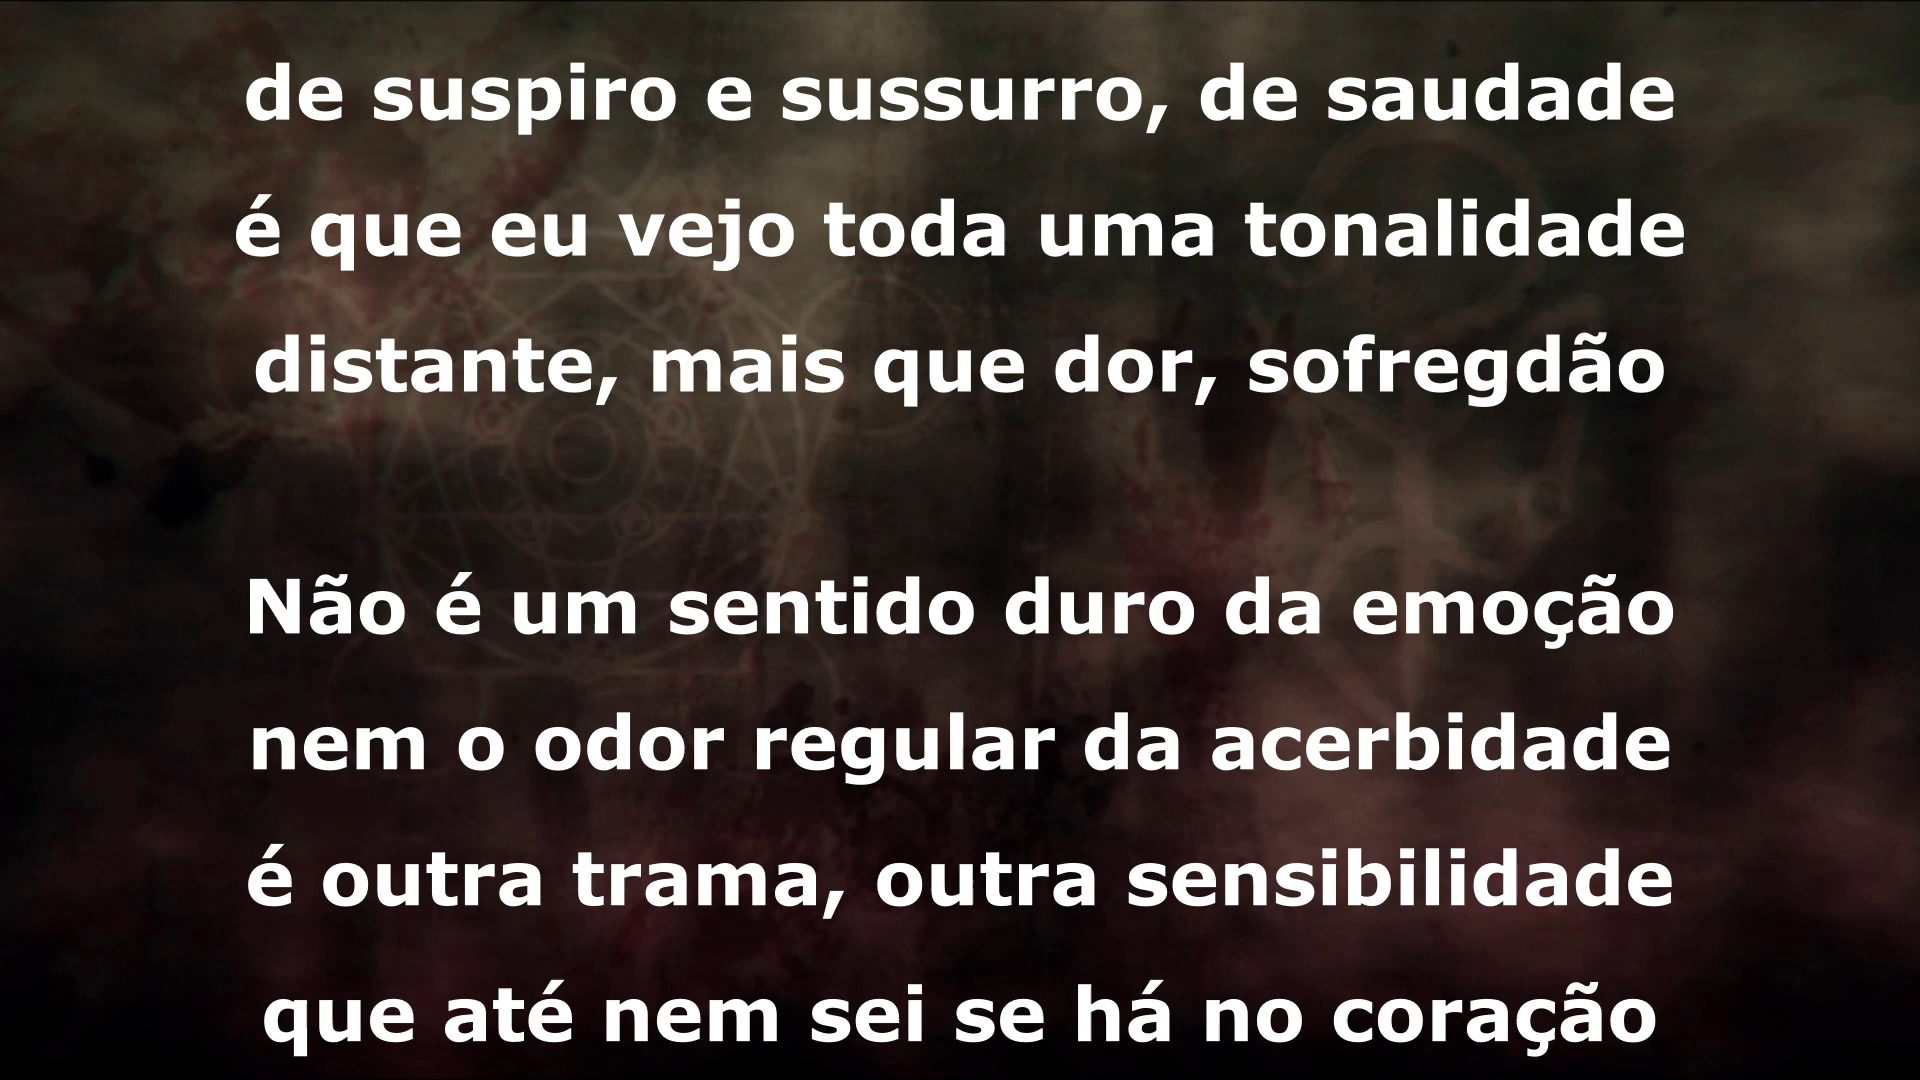 de suspiro e sussurro, de saudade
é que eu vejo toda uma tonalidade
distante, mais que dor, sofregdão
Não é um sentido duro da emoção
nem o odor regular da acerbidade
é outra trama, outra sensibilidade
que até nem sei se há no coração